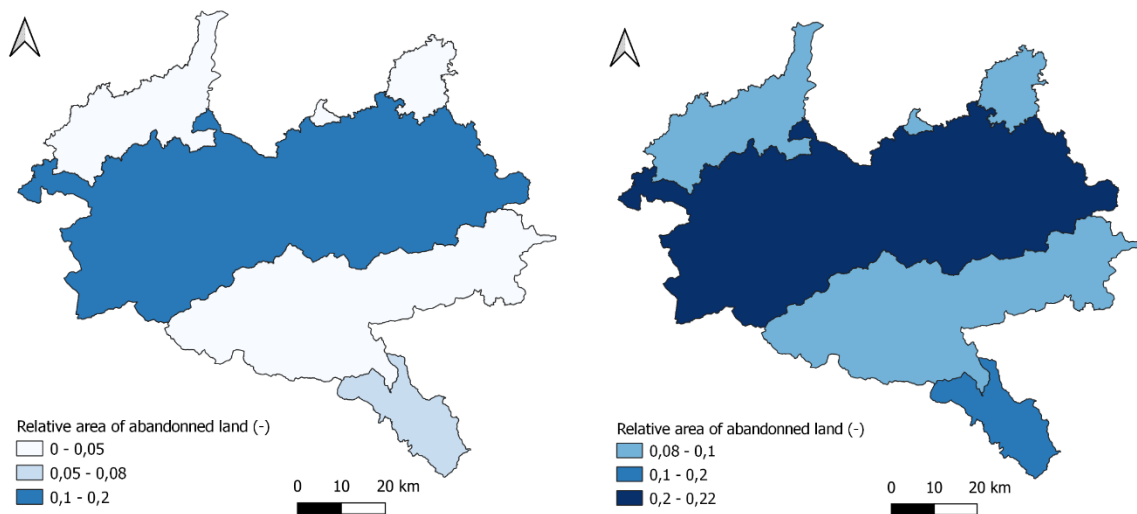 Relative area of abandonned land (-)
0 - 0,05
0,05 - 0,08
0,1 - 0,2
0 10 20 km
Relative area of abandonned land (-)
0,08 - 0,1
0,1 - 0,2
0,2 - 0,22
0 10 20 km